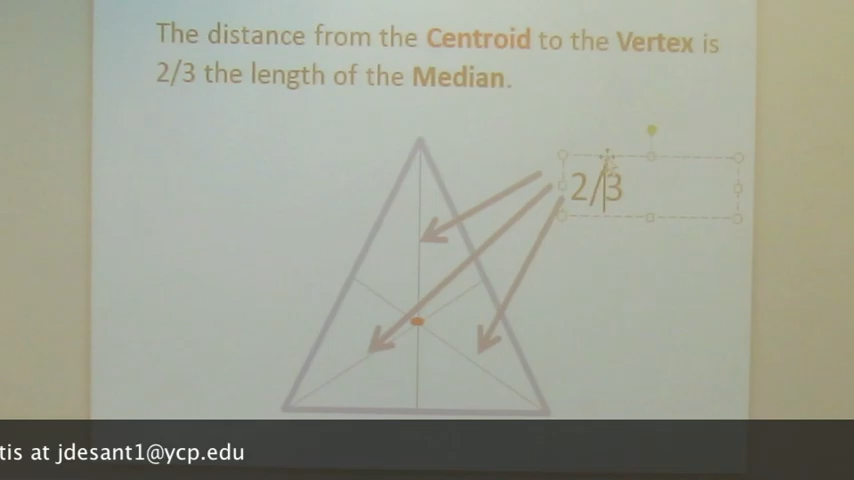 The distance from the Centroid to the Vertex is
2/3 the length of the Median.
2/3
tis at jdesant1@ycp.edu